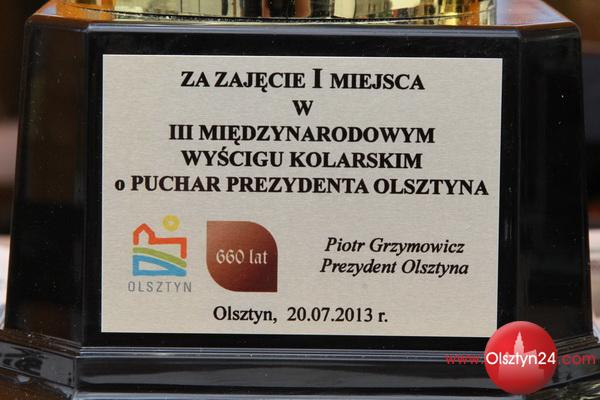 ZA ZAJĘCIE I MIEJSCA
W
III MIĘDZYNARODOWYM
WYŚCIGU KOLARSKIM
o PUCHAR PREZYDENTA OLSZTYNA
OLSZTYN
660 lat
Piotr Grzymowicz
Prezydent Olsztyna
Olsztyn, 20.07.2013 r.
www.Olsztyn24.com